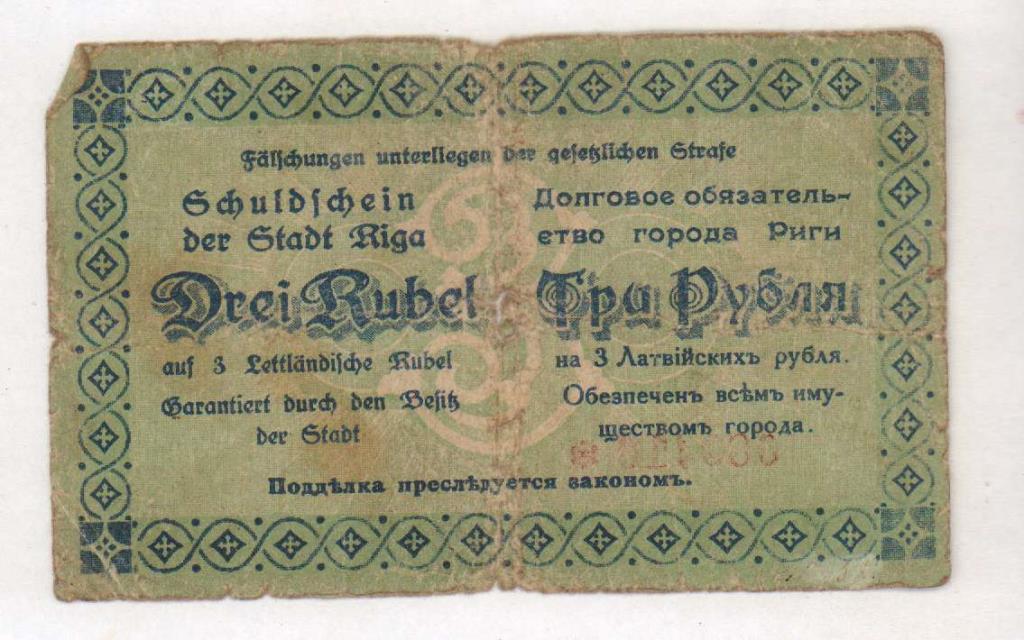 Fälschungen unterliegen der gesetzlichen Strafe
Schuldschein
der Stadt Riga
Drei Rubel
auf 3 Lettländische Rubel
Garantiert durch den Besitz
der Stadt
Долговое обязатель-
ство города Риги
Три Рубля
на 3 Латвійскихъ рубля.
Обезпеченъ всѣмъ иму-
ществомъ города.
Поддѣлка преслѣдуется закономъ.
3